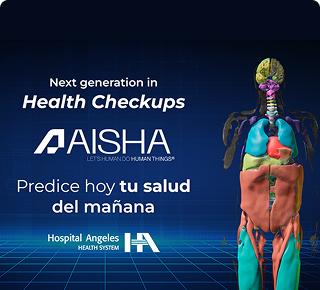 Next generation in
Health Checkups
AISHA
LET'S HUMAN DO HUMAN THINGS®
Predice hoy tu salud
del mañana
Hospital Angeles
HEALTH SYSTEM
HA